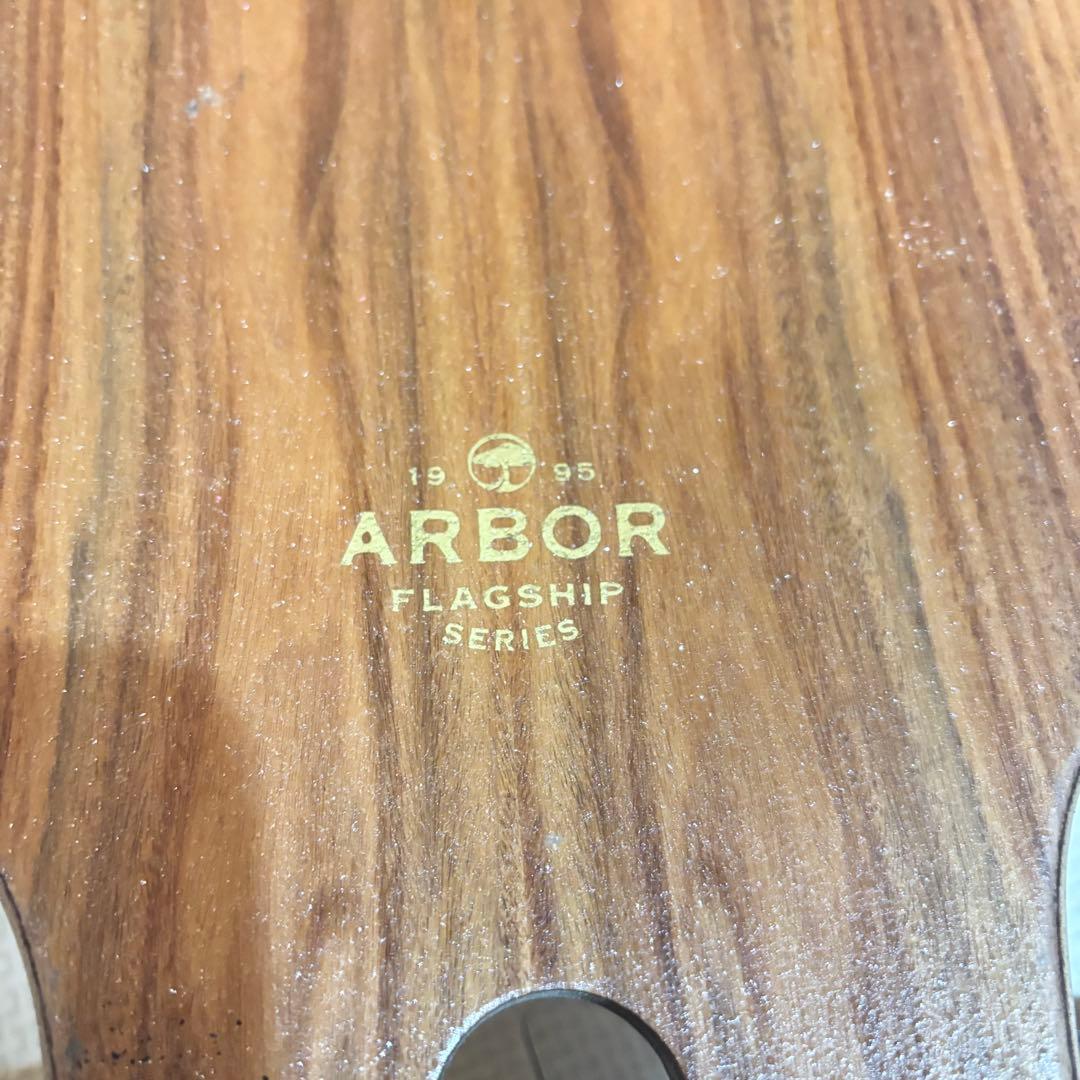 19 95
ARBOR
FLAGSHIP
SERIES